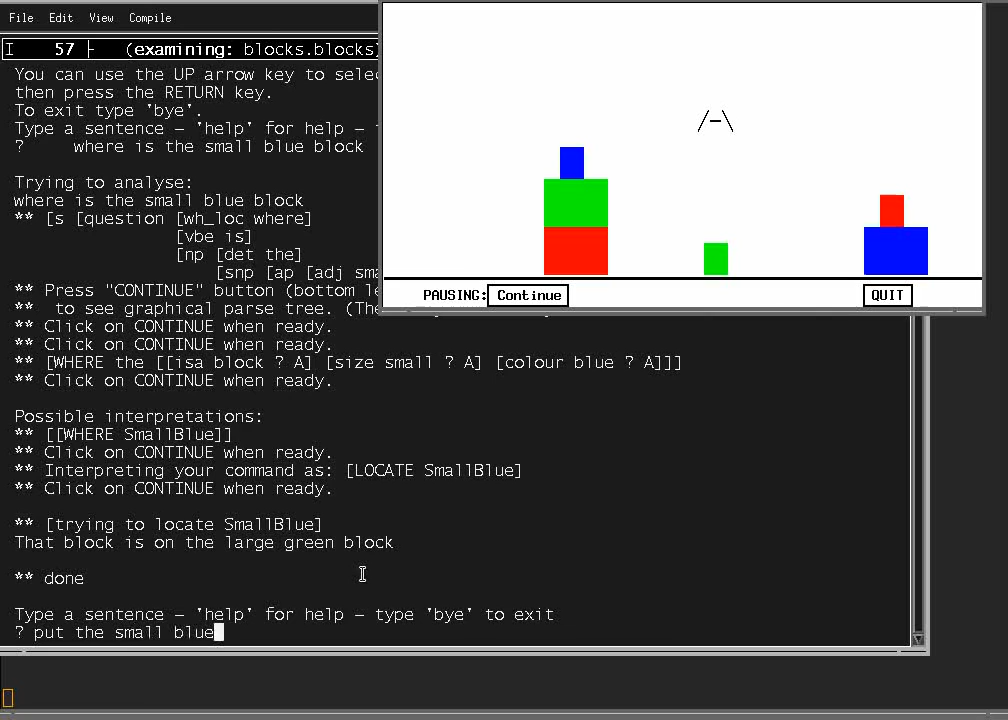 File Edit View Compile
I 57 ├ (examining: blocks.blocks)
You can use the UP arrow key to
then press the RETURN key.
To exit type 'bye'.
Type a sentence – 'help' for help –
? where is the small blue block
Trying to analyse:
where is the small blue block
** [s [question [wh_loc where]
[vbe is]
[np [det the]
[snp [ap [adj
** Press "CONTINUE" button (bottom
** to see graphical parse tree.
** Click on CONTINUE when ready.
** Click on CONTINUE when ready.
** [WHERE the [[isa block ? A] [size small ? A] [colour blue ? A]]]
** Click on CONTINUE when ready.
Possible interpretations:
** [[WHERE SmallBlue]]
** Click on CONTINUE when ready.
** Interpreting your command as: [LOCATE SmallBlue]
** Click on CONTINUE when ready.
** [trying to locate SmallBlue]
That block is on the large green block
** done
Type a sentence – 'help' for help – type 'bye' to exit
? put the small blue
/-\
PAUSING: Continue
QUIT